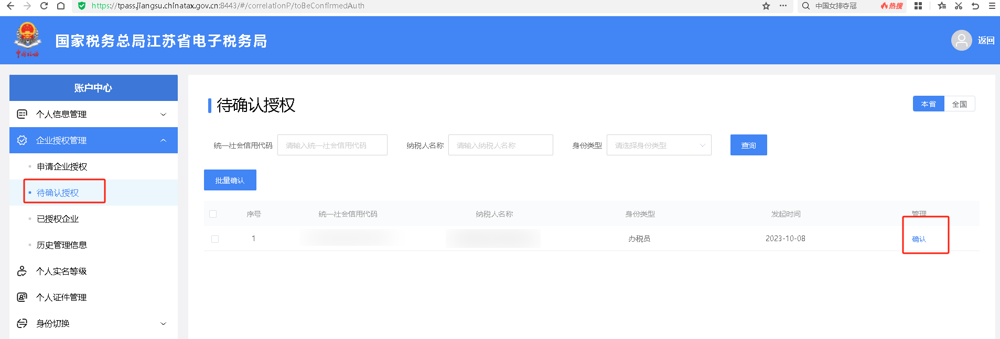 https://tpass.jiangsu.chinatax.gov.cn:8443/#/correlationP/toBeConfirmedAuth
中国女排夺冠
热搜
国家税务总局江苏省电子税务局
返回
账户中心
个人信息管理
企业授权管理
申请企业授权
待确认授权
已授权企业
历史管理信息
个人实名等级
个人证件管理
身份切换
待确认授权
本省 全国
统一社会信用代码 请输入统一社会信用代码 纳税人名称 请输入纳税人名称 身份类型 请选择身份类型 查询
批量确认
序号 统一社会信用代码 纳税人名称 身份类型 发起时间 管理
1 办税员 2023-10-08 确认